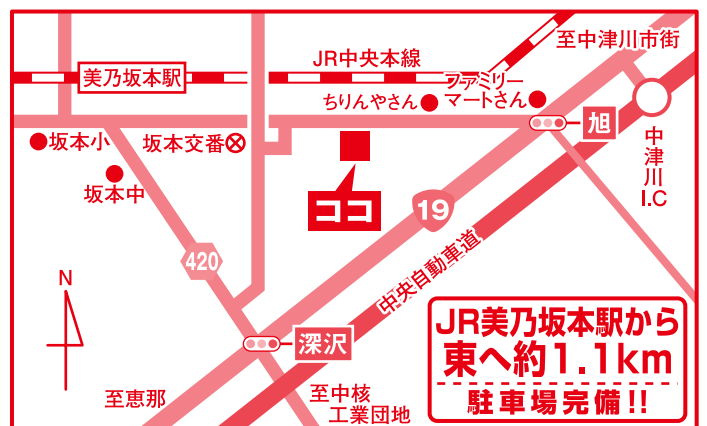 至中津川市街
JR中央本線
美乃坂本駅
ファミリー
マートさん
ちりんやさん
旭
坂本小
坂本交番
中津川I.C
坂本中
ココ
19
420
中央自動車道
N
JR美乃坂本駅から
東へ約1.1km
駐車場完備!!
深沢
至恵那
至中核
工業団地